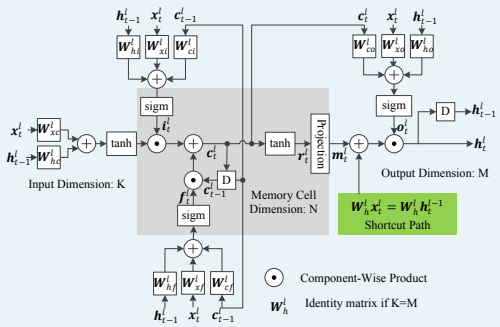 h^l_{t-1} x^l_t c^l_{t-1} c^l_t x^l_t h^l_{t-1}
W^l_{hi} W^l_{xi} W^l_{ci} W^l_{co} W^l_{xo} W^l_{ho}
+ +
sigm sigm
i^l_t o^l_t D h^l_{t-1}
x^l_t W^l_{xc}
h^l_{t-1} W^l_{hc} + tanh + c^l_t tanh r^l_t Projection m^l_t + h^l_t
Input Dimension: K D Output Dimension: M
f^l_t c^l_{t-1} Memory Cell
sigm Dimension: N
W^l_h x^l_t = W^l_h h^{l-1}_t
Shortcut Path
+
W^l_{hf} W^l_{xf} W^l_{cf} Component-Wise Product
h^l_{t-1} x^l_t c^l_{t-1} W^l_h Identity matrix if K=M